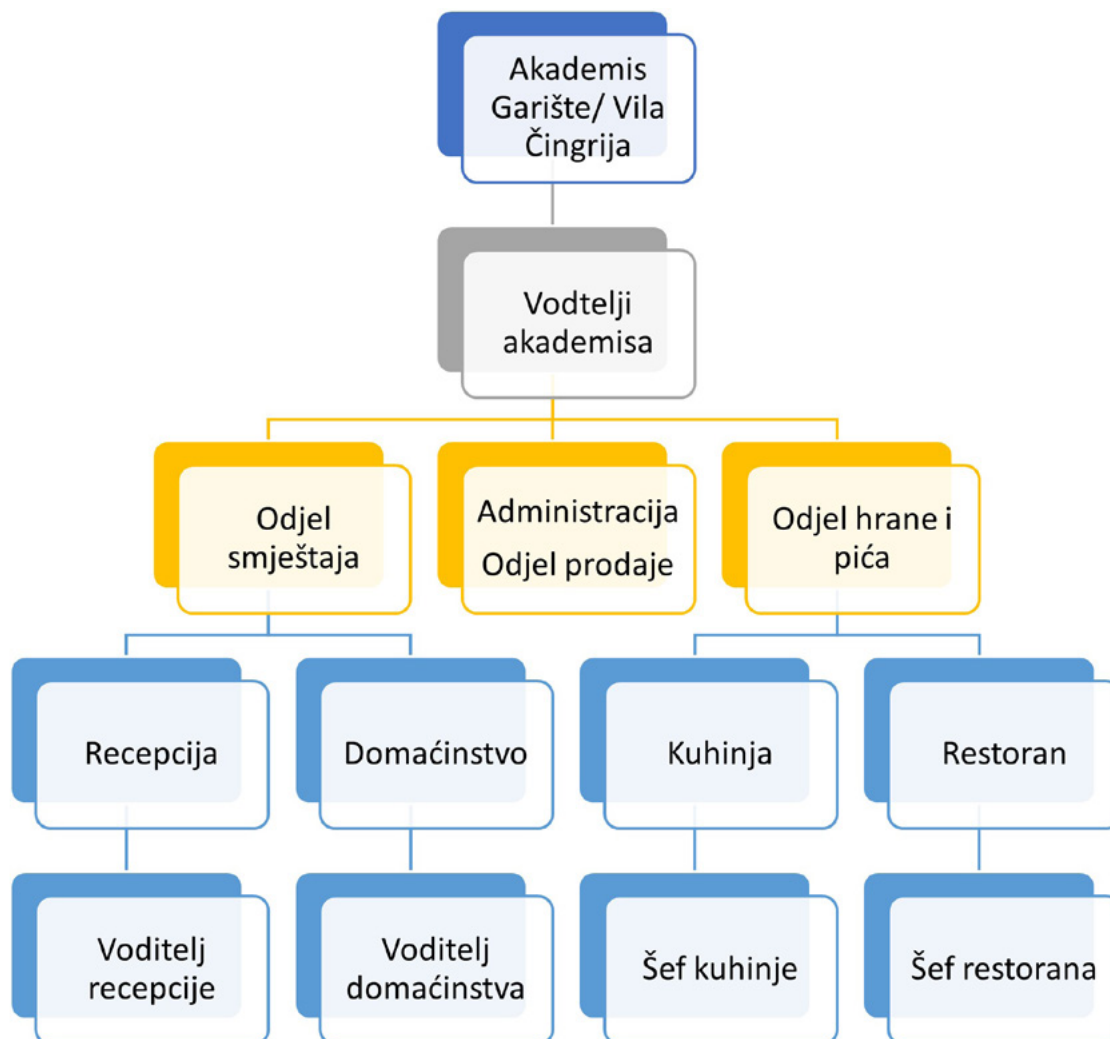 Akademis
Garište/ Vila
Čingrija
Vodtelji
akademisa
Odjel
smještaja
Administracija
Odjel prodaje
Odjel hrane i
pića
Recepcija
Domaćinstvo
Kuhinja
Restoran
Voditelj
recepcije
Voditelj
domaćinstva
Šef kuhinje
Šef restorana